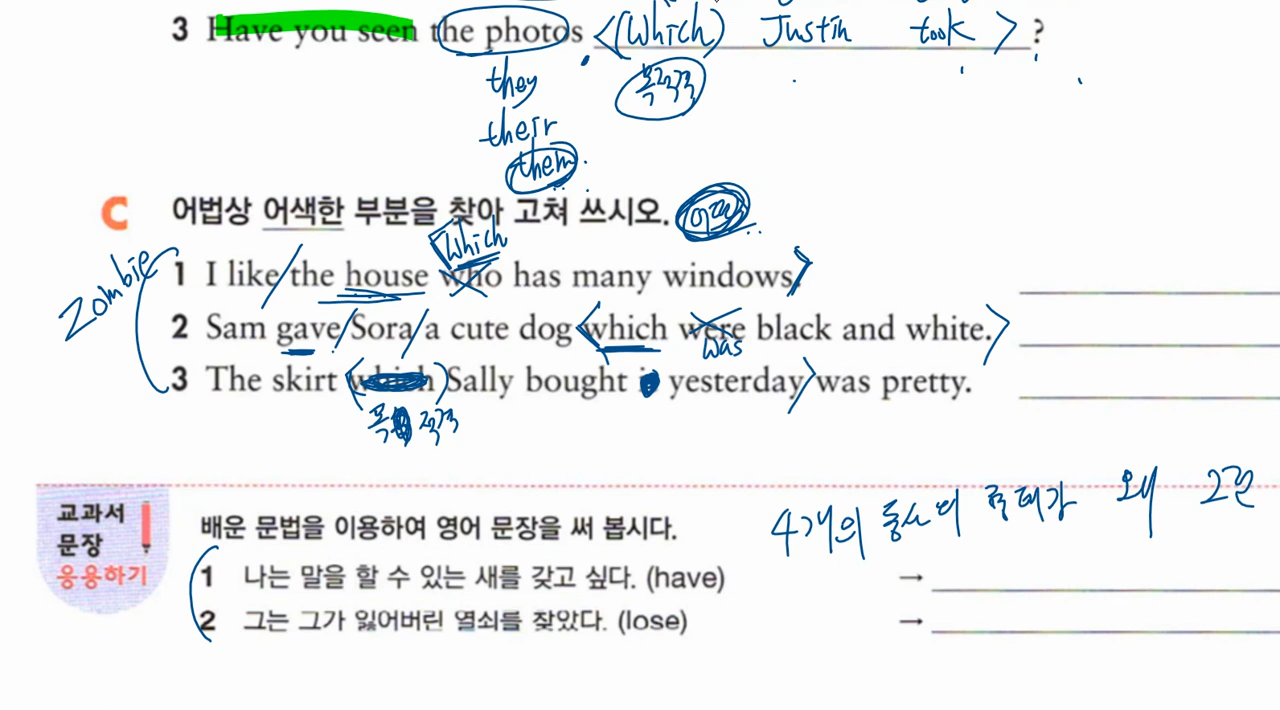 3 Have you seen the photos <(Which) Justin took > ?
they 목적격
their
them
C 어법상 어색한 부분을 찾아 고쳐 쓰시오.
Which
Zombie
1 I like / the house who has many windows.
2 Sam gave / Sora / a cute dog < which were black and white. >
was
3 The skirt (which) Sally bought yesterday > was pretty.
목적격
4개의 동사의 형태가 왜
교과서
문장
응용하기
배운 문법을 이용하여 영어 문장을 써 봅시다.
1 나는 말을 할 수 있는 새를 갖고 싶다. (have) →
2 그는 그가 잃어버린 열쇠를 찾았다. (lose) →